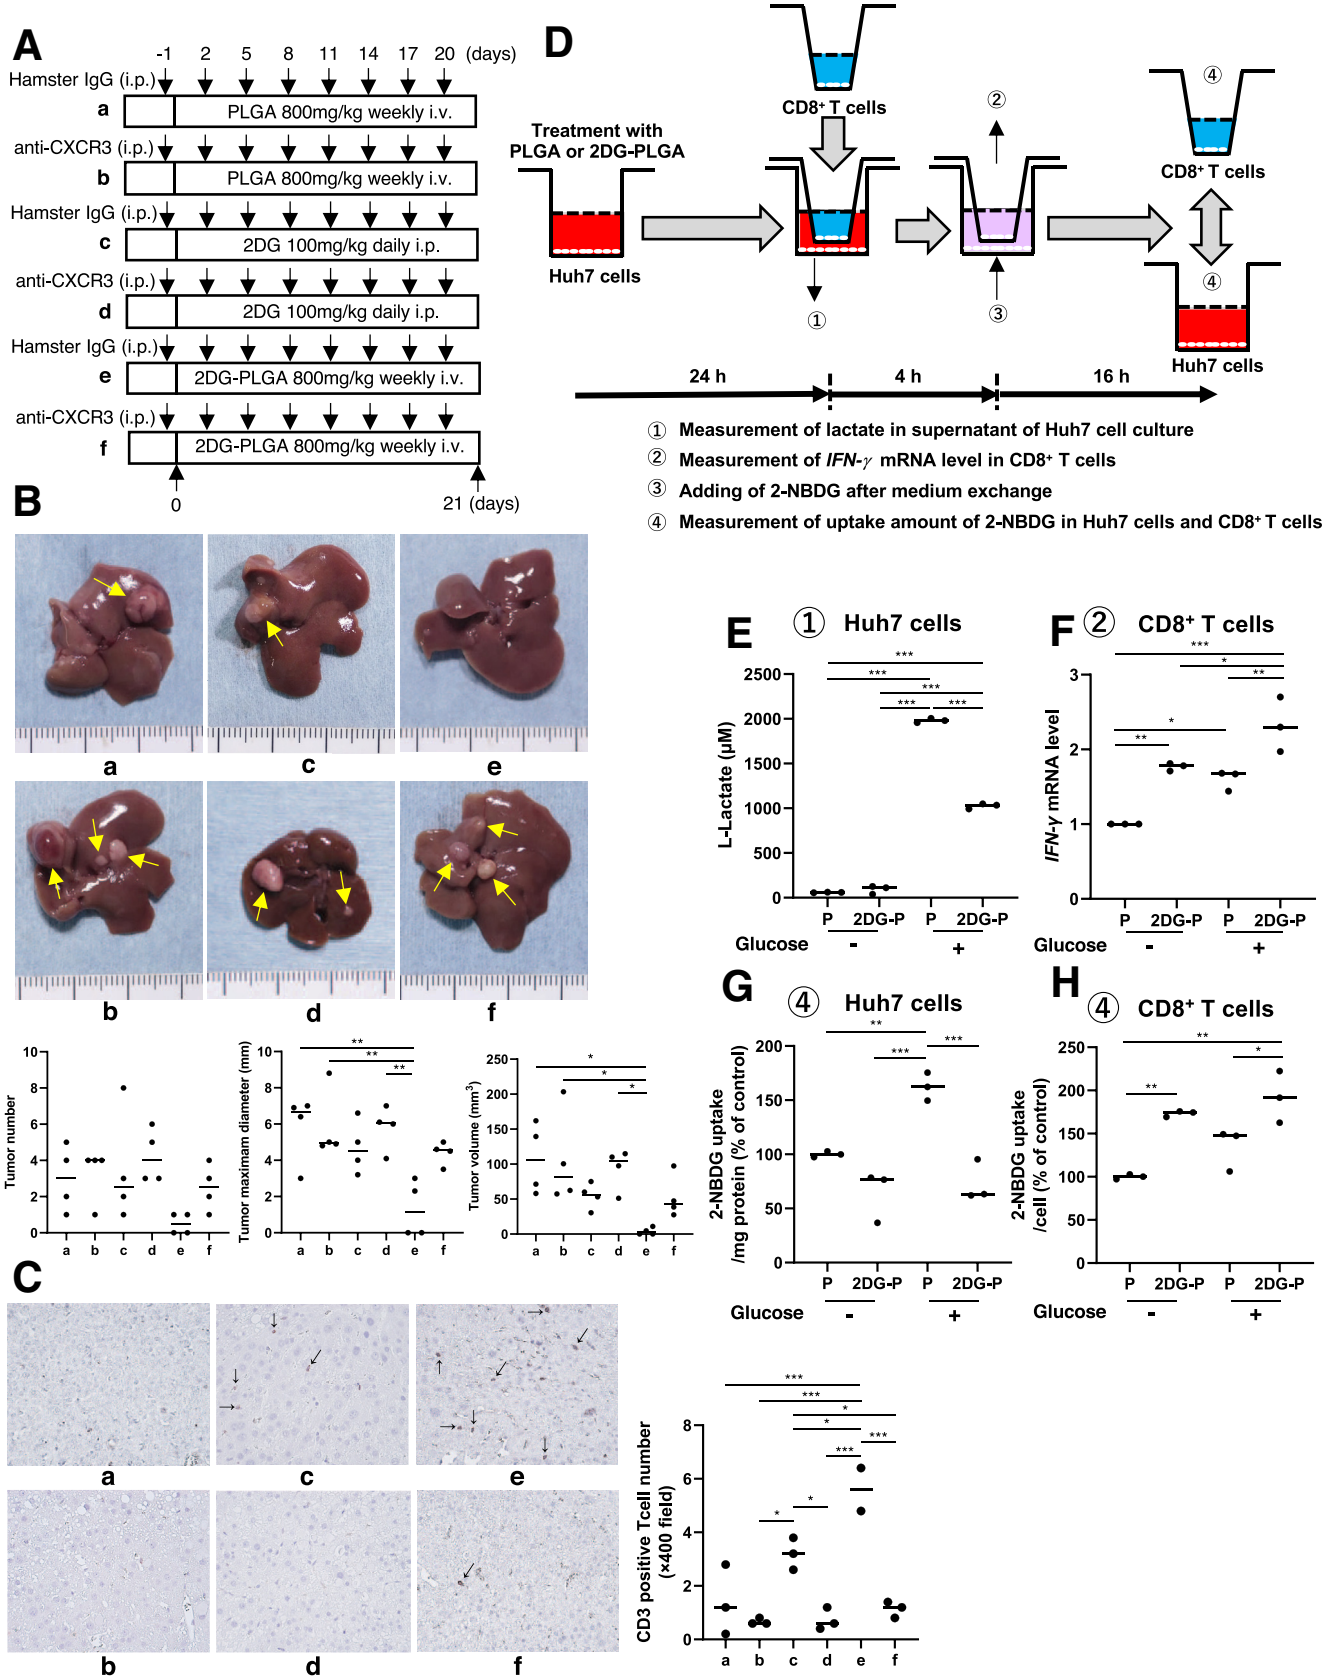 A
-1 2 5 8 11 14 17 20 (days)
Hamster IgG (i.p.)
a PLGA 800mg/kg weekly i.v.
anti-CXCR3 (i.p.)
b PLGA 800mg/kg weekly i.v.
Hamster IgG (i.p.)
c 2DG 100mg/kg daily i.p.
anti-CXCR3 (i.p.)
d 2DG 100mg/kg daily i.p.
Hamster IgG (i.p.)
e 2DG-PLGA 800mg/kg weekly i.v.
anti-CXCR3 (i.p.)
f 2DG-PLGA 800mg/kg weekly i.v.
0 21 (days)
B
a c e
b d f
Tumor number
10
8
6
4
2
0
a b c d e f
Tumor maximam diameter (mm)
10
8
6
4
2
0
**
**
**
a b c d e f
Tumor volume (mm³)
250
200
150
100
50
0
*
*
*
a b c d e f
C
a c e
b d f
CD3 positive Tcell number
(×400 field)
8
6
4
2
0
***
***
*
*
*** ***
*
*
a b c d e f
D
Treatment with
PLGA or 2DG-PLGA
Huh7 cells
CD8⁺ T cells
①
②
③
④
CD8⁺ T cells
④
Huh7 cells
24 h 4 h 16 h
① Measurement of lactate in supernatant of Huh7 cell culture
② Measurement of IFN-γ mRNA level in CD8⁺ T cells
③ Adding of 2-NBDG after medium exchange
④ Measurement of uptake amount of 2-NBDG in Huh7 cells and CD8⁺ T cells
E ① Huh7 cells
L-Lactate (μM)
2500
2000
1500
1000
500
0
***
***
***
*** ***
P 2DG-P P 2DG-P
Glucose - +
F ② CD8⁺ T cells
IFN-γ mRNA level
3
2
1
0
***
*
**
*
**
P 2DG-P P 2DG-P
Glucose - +
G ④ Huh7 cells
2-NBDG uptake
/mg protein (% of control)
200
150
100
50
0
**
*** ***
P 2DG-P P 2DG-P
Glucose - +
H ④ CD8⁺ T cells
2-NBDG uptake
/cell (% of control)
250
200
150
100
50
0
**
*
**
P 2DG-P P 2DG-P
Glucose - +